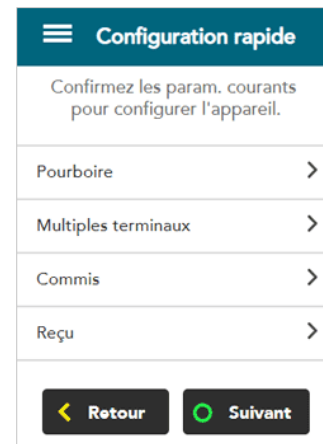 Configuration rapide
Confirmez les param. courants
pour configurer l'appareil.
Pourboire
Multiples terminaux
Commis
Reçu
Retour
Suivant